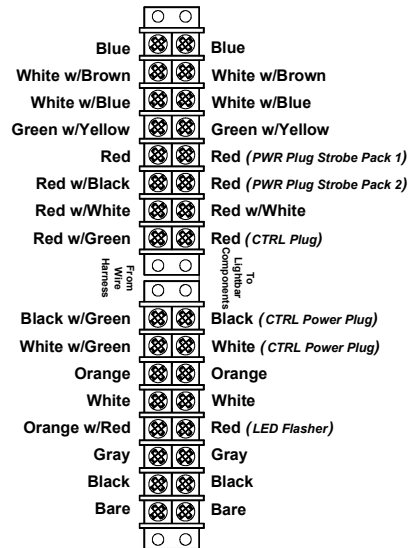 Blue Blue
White w/Brown White w/Brown
White w/Blue White w/Blue
Green w/Yellow Green w/Yellow
Red Red (PWR Plug Strobe Pack 1)
Red w/Black Red (PWR Plug Strobe Pack 2)
Red w/White Red w/White
Red w/Green Red (CTRL Plug)
From
Wire
Harness
To
Lightbar
Components
Black w/Green Black (CTRL Power Plug)
White w/Green White (CTRL Power Plug)
Orange Orange
White White
Orange w/Red Red (LED Flasher)
Gray Gray
Black Black
Bare Bare